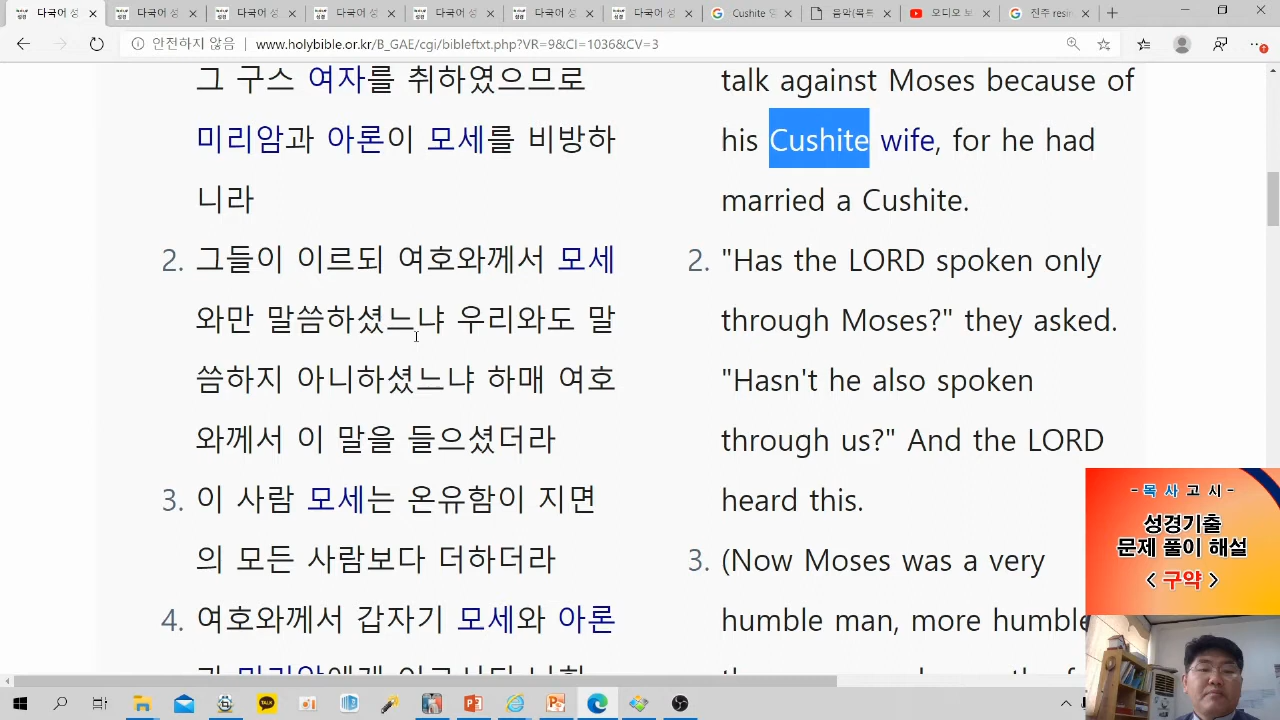 다국어 성
다국어 성
다국어 성
다국어 성
다국어 성
다국어 성
다국어 성
Cushite 영
음악(목록
오디오 보
진주 resin
안전하지 않음
www.holybible.or.kr/B_GAE/cgi/bibleftxt.php?VR=9&CI=1036&CV=3
그 구스 여자를 취하였으므로
미리암과 아론이 모세를 비방하
니라
2. 그들이 이르되 여호와께서 모세
와만 말씀하셨느냐 우리와도 말
씀하지 아니하셨느냐 하매 여호
와께서 이 말을 들으셨더라
3. 이 사람 모세는 온유함이 지면
의 모든 사람보다 더하더라
4. 여호와께서 갑자기 모세와 아론
talk against Moses because of
his Cushite wife, for he had
married a Cushite.
2. "Has the LORD spoken only
through Moses?" they asked.
"Hasn't he also spoken
through us?" And the LORD
heard this.
3. (Now Moses was a very
humble man, more humble
- 목사고시 -
성경기출
문제 풀이 해설
< 구약 >
TALK